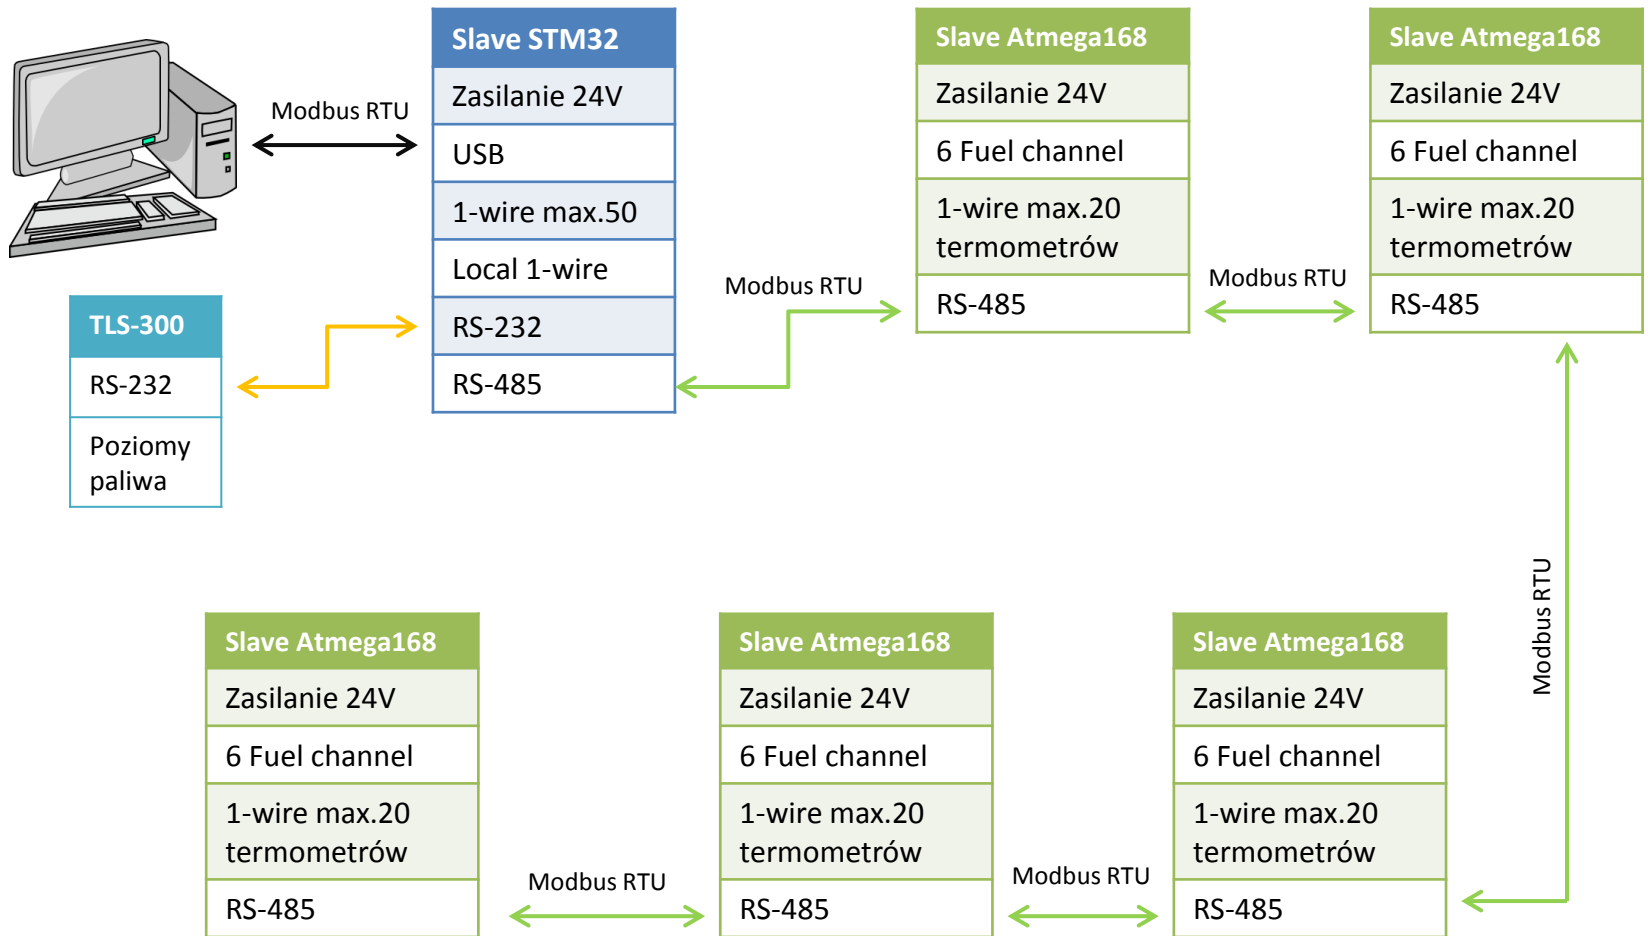 Modbus RTU
Slave STM32
Zasilanie 24V
USB
1-wire max.50
Local 1-wire
RS-232
RS-485
TLS-300
RS-232
Poziomy
paliwa
Modbus RTU
Slave Atmega168
Zasilanie 24V
6 Fuel channel
1-wire max.20
termometrów
RS-485
Modbus RTU
Slave Atmega168
Zasilanie 24V
6 Fuel channel
1-wire max.20
termometrów
RS-485
Modbus RTU
Slave Atmega168
Zasilanie 24V
6 Fuel channel
1-wire max.20
termometrów
RS-485
Modbus RTU
Slave Atmega168
Zasilanie 24V
6 Fuel channel
1-wire max.20
termometrów
RS-485
Modbus RTU
Slave Atmega168
Zasilanie 24V
6 Fuel channel
1-wire max.20
termometrów
RS-485